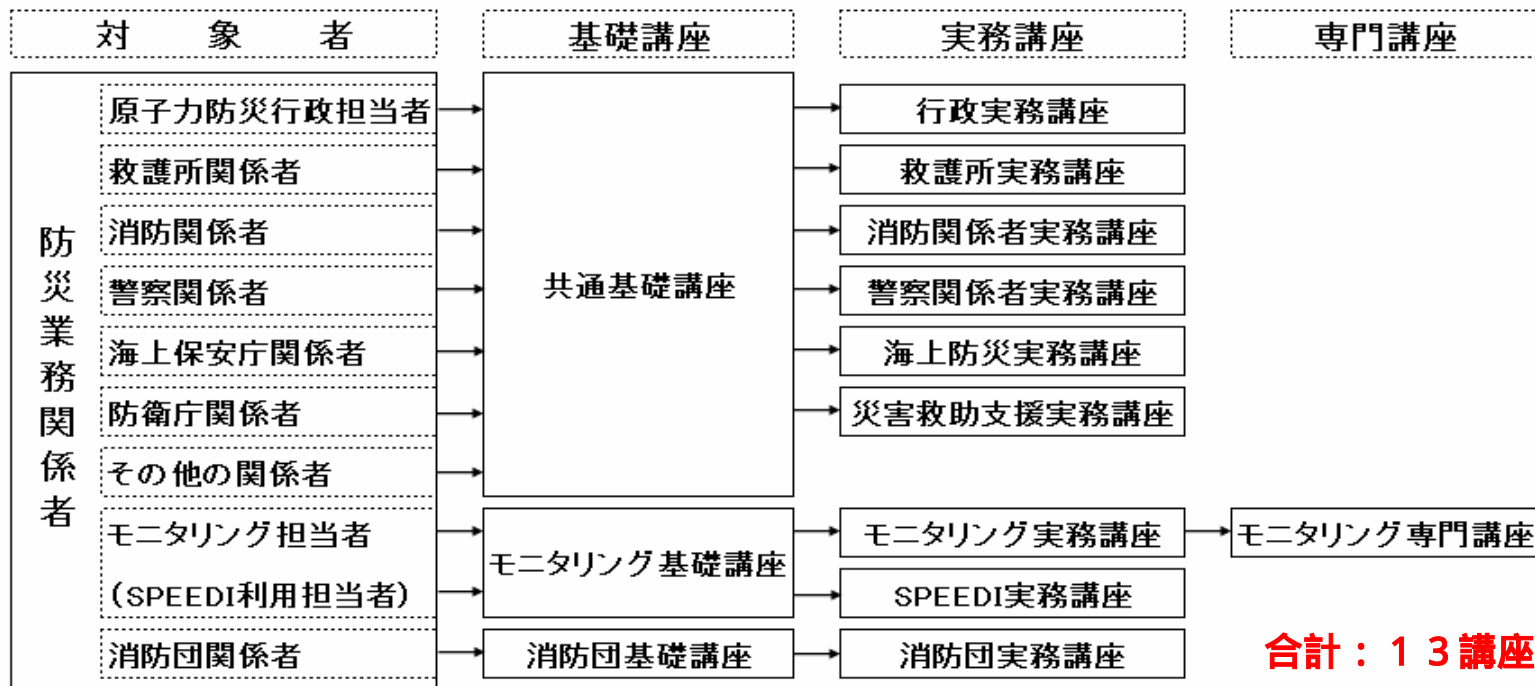 対象者 基礎講座 実務講座 専門講座
防災業務関係者
原子力防災行政担当者 行政実務講座
救護所関係者 救護所実務講座
消防関係者 消防関係者実務講座
警察関係者 共通基礎講座 警察関係者実務講座
海上保安庁関係者 海上防災実務講座
防衛庁関係者 災害救助支援実務講座
その他の関係者
モニタリング担当者 モニタリング基礎講座 モニタリング実務講座 モニタリング専門講座
(SPEEDI利用担当者) SPEEDI実務講座
消防団関係者 消防団基礎講座 消防団実務講座
合計：１３講座